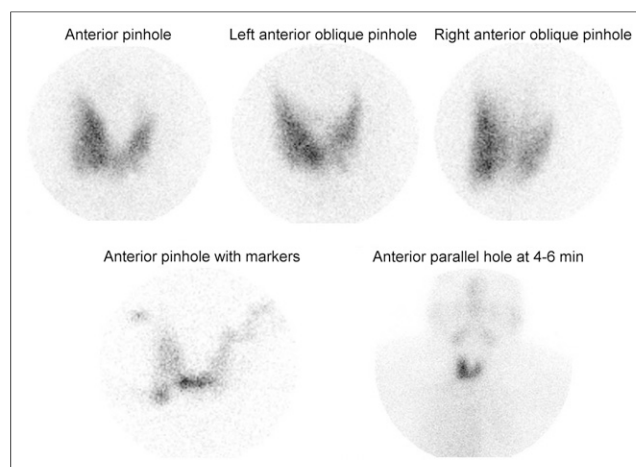 Anterior pinhole
Left anterior oblique pinhole
Right anterior oblique pinhole
Anterior pinhole with markers
Anterior parallel hole at 4-6 min